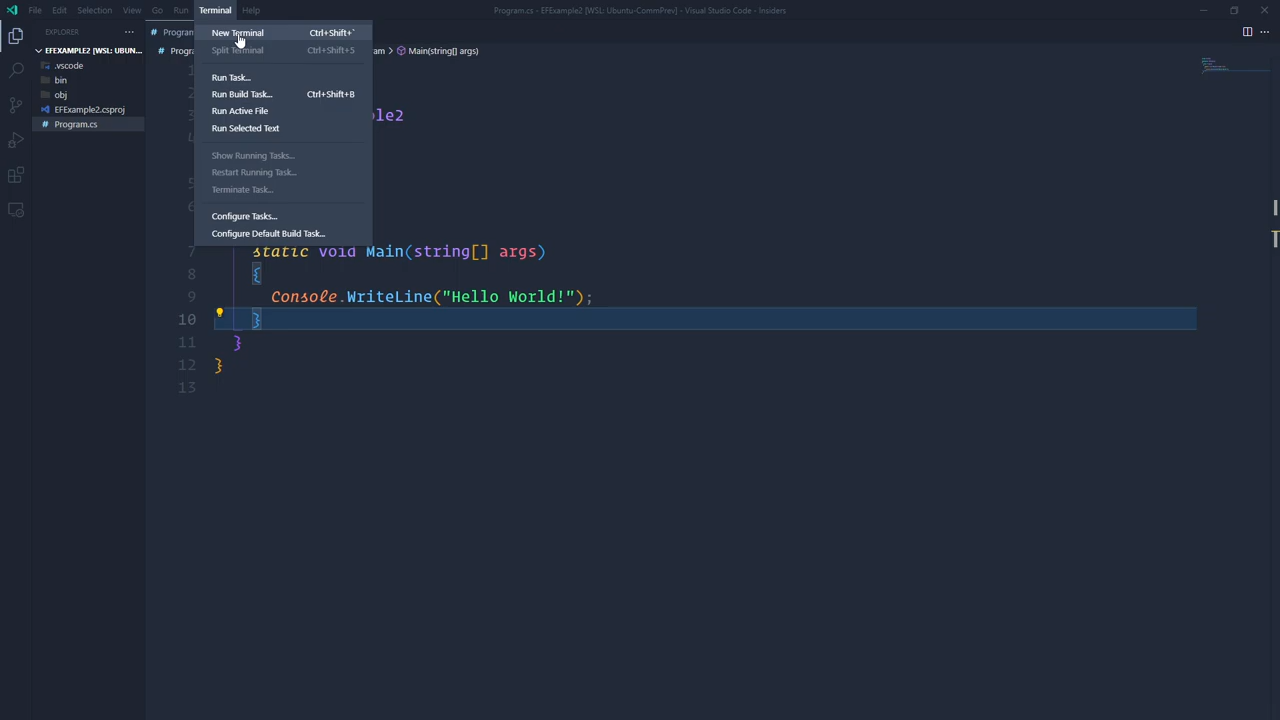 File Edit Selection View Go Run Terminal Help Program.cs - EFExample2 [WSL: Ubuntu-CommPrev] - Visual Studio Code - Insiders
EXPLORER
EFEXAMPLE2 [WSL: UBUN...
.vscode
bin
obj
EFExample2.csproj
Program.cs
New Terminal Ctrl+Shift+`
Split Terminal Ctrl+Shift+5
Run Task...
Run Build Task... Ctrl+Shift+B
Run Active File
Run Selected Text
Show Running Tasks...
Restart Running Task...
Terminate Task...
Configure Tasks...
Configure Default Build Task...
Main(string[] args)
7 static void Main(string[] args)
8 {
9 Console.WriteLine("Hello World!");
10 }
11 }
12 }
13